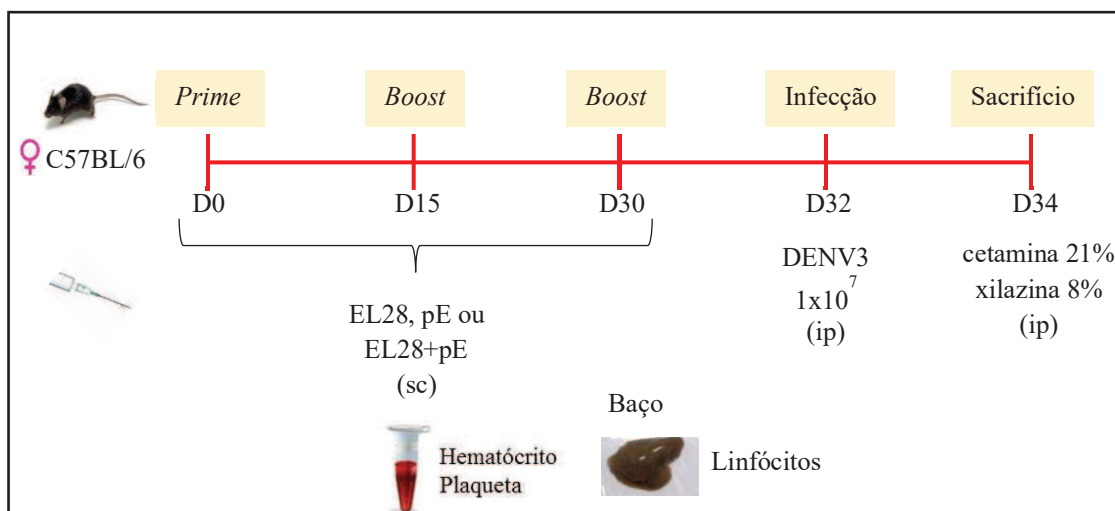 Prime Boost Boost Infecção Sacrifício
♀ C57BL/6
D0 D15 D30 D32 D34
DENV3
1x10⁷
(ip)
cetamina 21%
xilazina 8%
(ip)
EL28, pE ou
EL28+pE
(sc)
Hematócrito
Plaqueta
Baço
Linfócitos